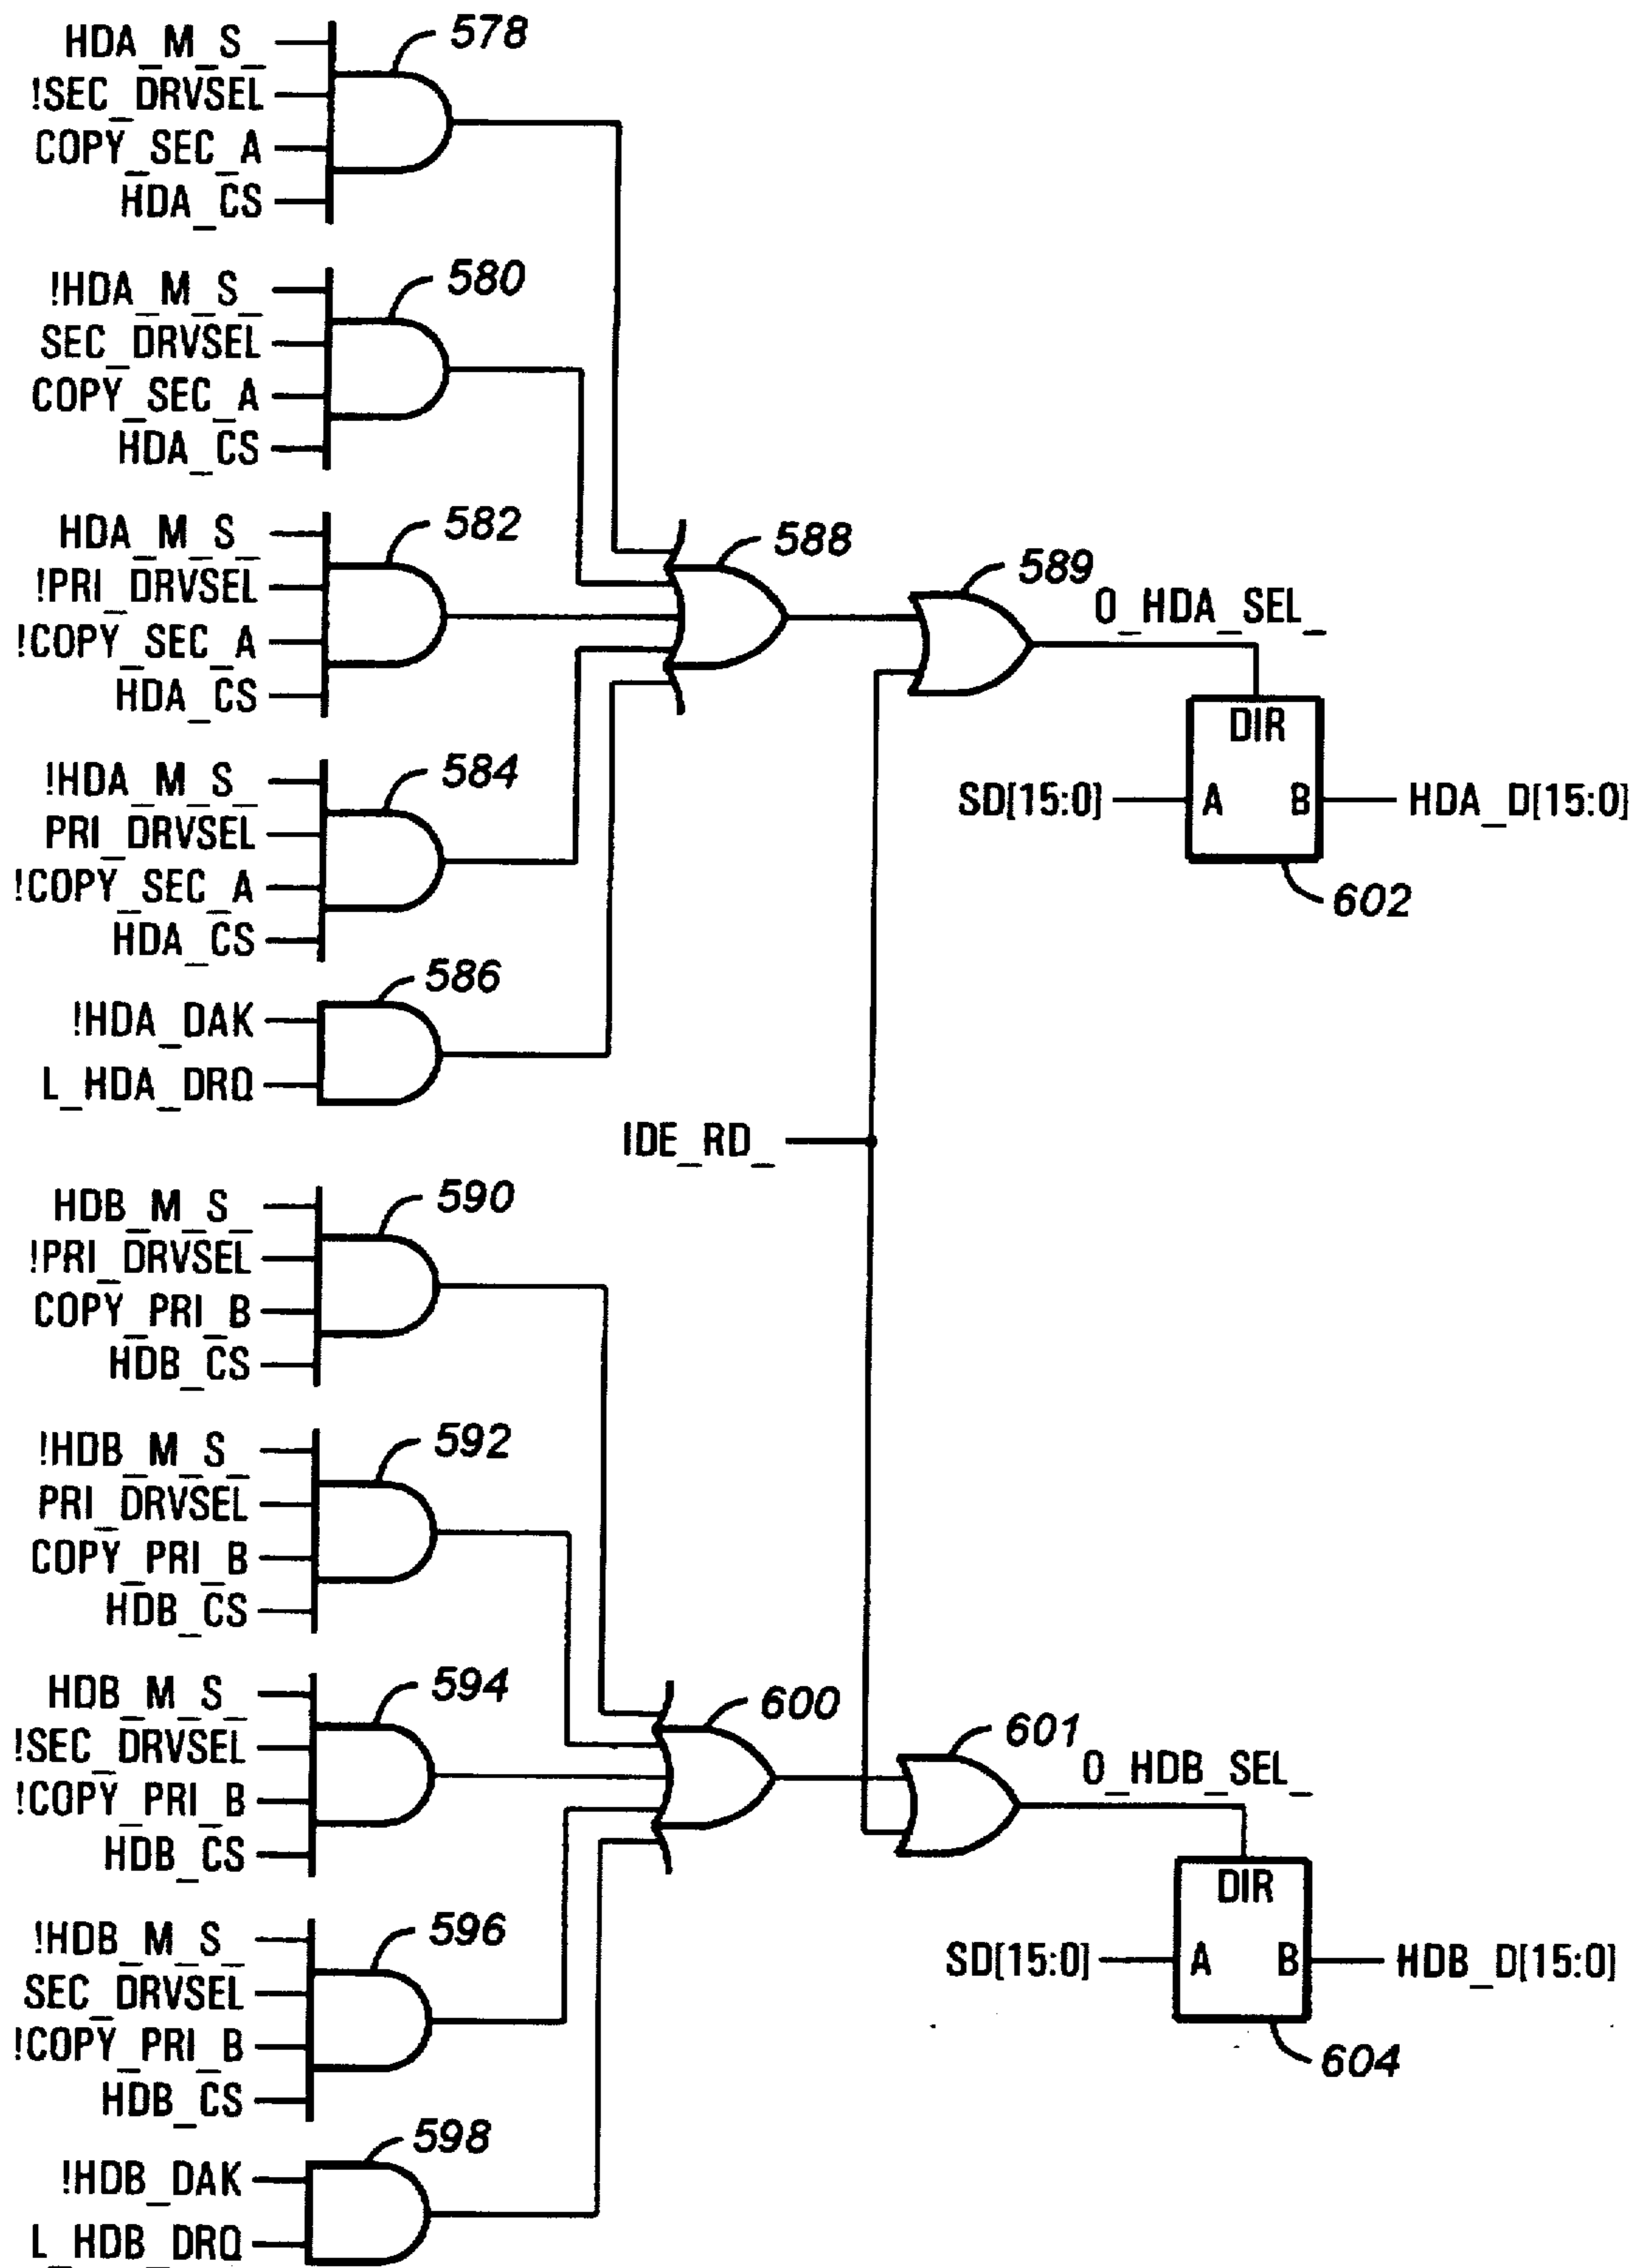 HDA_M_S_
578
!SEC_DRVSEL
COPY_SEC_A
HDA_CS
!HDA_M_S_
580
SEC_DRVSEL
COPY_SEC_A
HDA_CS
HDA_M_S_
582
!PRI_DRVSEL
!COPY_SEC_A
HDA_CS
588
589
O_HDA_SEL_
!HDA_M_S_
584
PRI_DRVSEL
!COPY_SEC_A
HDA_CS
DIR
SD[15:0]
A
B
HDA_D[15:0]
602
586
!HDA_DAK
L_HDA_DRQ
IDE_RD_
HDB_M_S_
590
!PRI_DRVSEL
COPY_PRI_B
HDB_CS
!HDB_M_S_
592
PRI_DRVSEL
COPY_PRI_B
HDB_CS
HDB_M_S_
594
!SEC_DRVSEL
!COPY_PRI_B
HDB_CS
600
601
O_HDB_SEL_
!HDB_M_S_
596
SEC_DRVSEL
!COPY_PRI_B
HDB_CS
DIR
SD[15:0]
A
B
HDB_D[15:0]
604
598
!HDB_DAK
L_HDB_DRQ